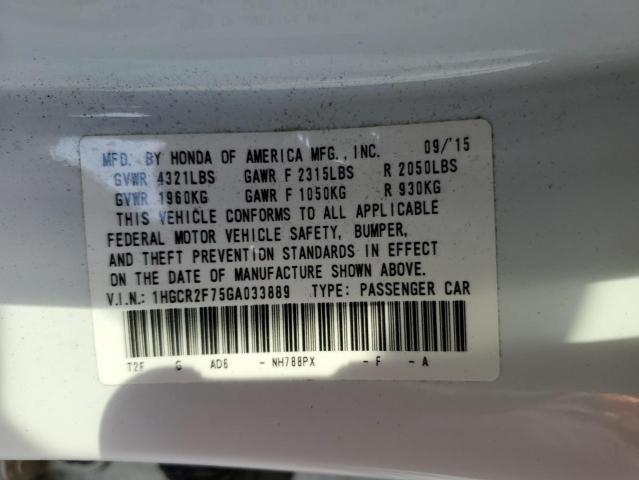 MFD. BY HONDA OF AMERICA MFG., INC. 09/'15
GVWR 4321LBS GAWR F 2315LBS R 2050LBS
GVWR 1960KG GAWR F 1050KG R 930KG
THIS VEHICLE CONFORMS TO ALL APPLICABLE
FEDERAL MOTOR VEHICLE SAFETY, BUMPER,
AND THEFT PREVENTION STANDARDS IN EFFECT
ON THE DATE OF MANUFACTURE SHOWN ABOVE.
V.I.N.: 1HGCR2F75GA033889 TYPE: PASSENGER CAR
T2F G AD6 - NH788PX - F - A